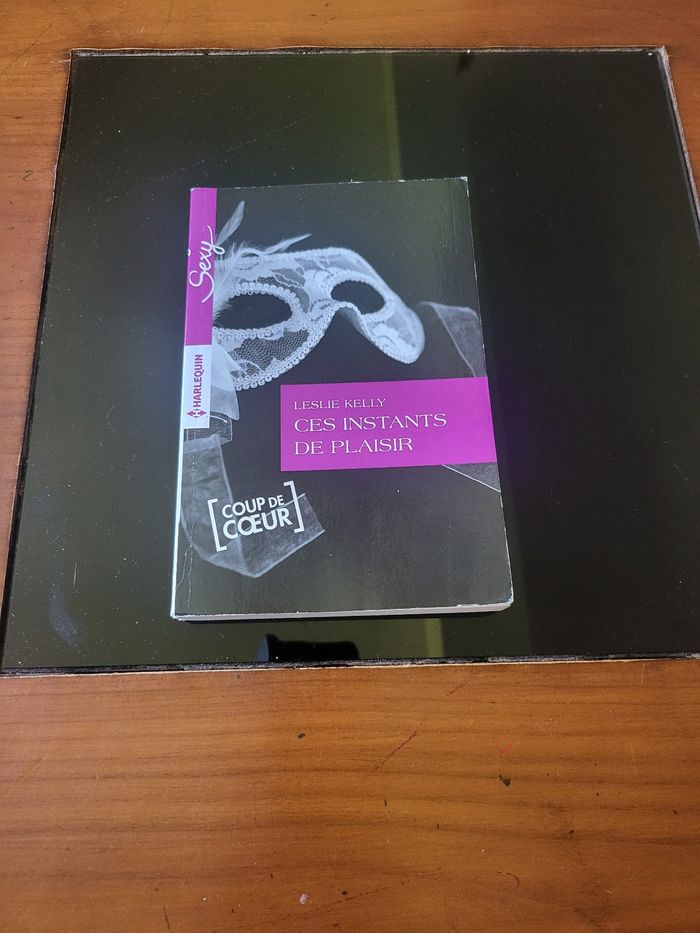 Sexy
HARLEQUIN
LESLIE KELLY
CES INSTANTS
DE PLAISIR
[COUP DE
CŒUR]